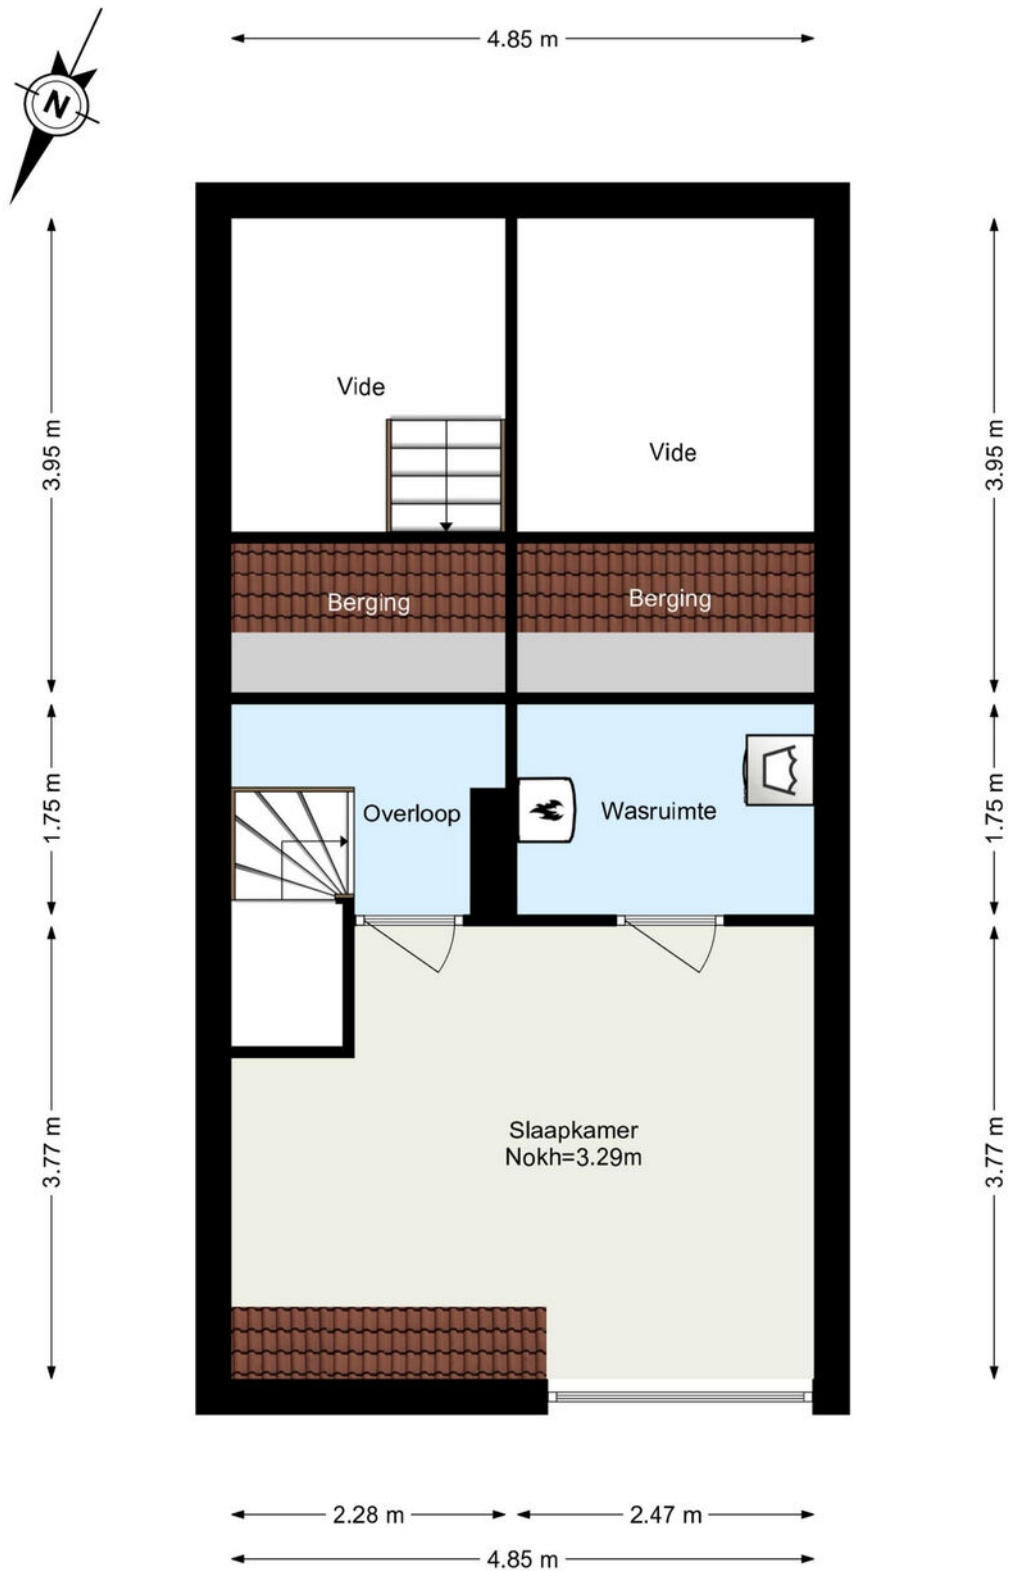 4.85 m
N
Vide
Vide
3.95 m
3.95 m
Berging
Berging
1.75 m
Overloop
Wasruimte
1.75 m
3.77 m
Slaapkamer
Nokh=3.29m
3.77 m
2.28 m
2.47 m
4.85 m